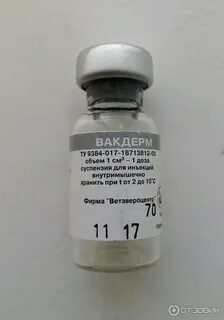 ВАКДЕРМ
ТУ 9384-017-18713812-00
объем 1 см³ – 1 доза
суспензия для инъекций
внутримышечно
хранить при t от 2 до 10°С
Фирма "Ветзвероцентр"
70
11 17
ОТЗОВИК